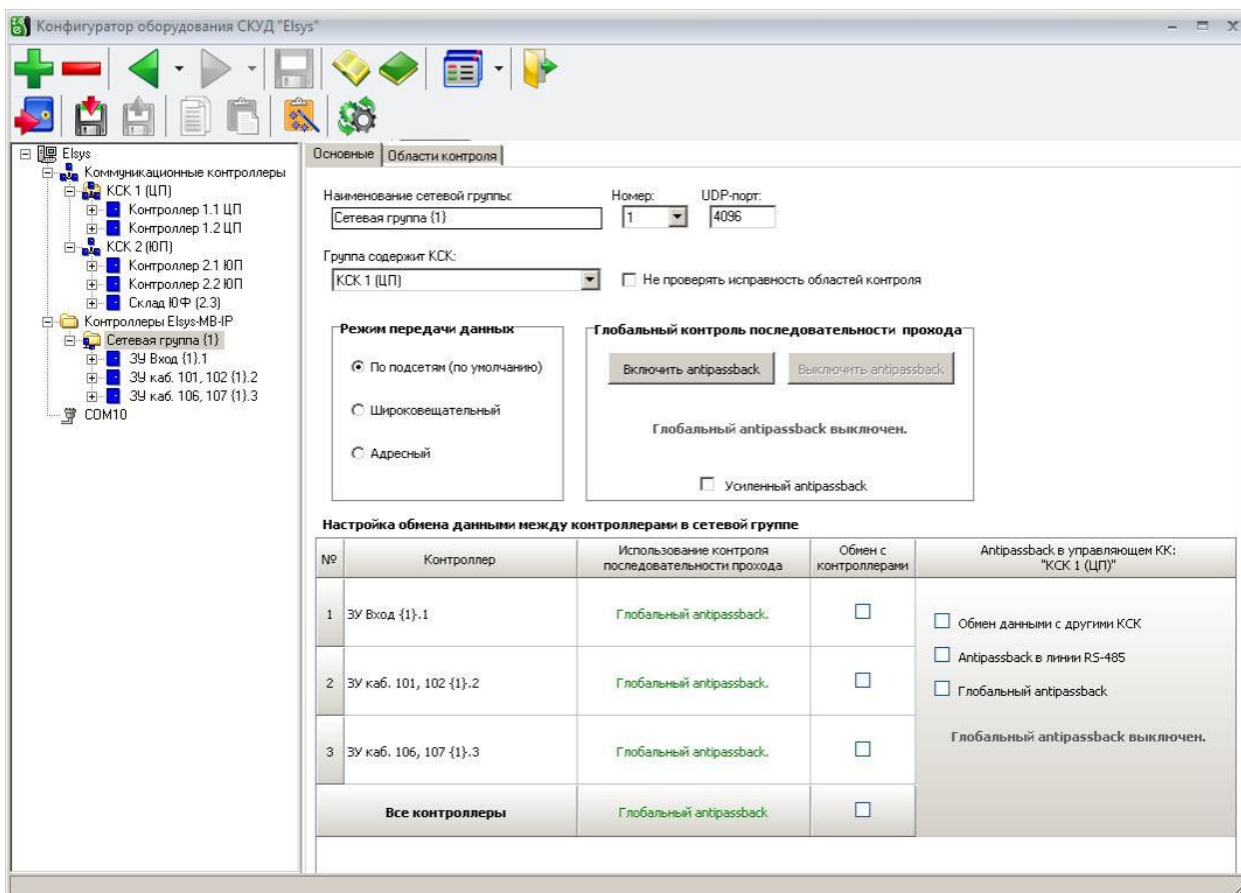 Конфигуратор оборудования СКУД "Elsys"
Elsys
Коммуникационные контроллеры
КСК 1 (ЦП)
Контроллер 1.1 ЦП
Контроллер 1.2 ЦП
КСК 2 (ЮП)
Контроллер 2.1 ЮП
Контроллер 2.2 ЮП
Склад ЮФ (2.3)
Контроллеры Elsys-MB-IP
Сетевая группа {1}
ЗУ Вход {1}.1
ЗУ каб. 101, 102 {1}.2
ЗУ каб. 106, 107 {1}.3
COM10
Основные Области контроля
Наименование сетевой группы: Номер: UDP-порт:
Сетевая группа {1} 1 4096
Группа содержит КСК:
КСК 1 (ЦП) Не проверять исправность областей контроля
Режим передачи данных
По подсетям (по умолчанию)
Широковещательный
Адресный
Глобальный контроль последовательности прохода
Включить antipassback Выключить antipassback
Глобальный antipassback выключен.
Усиленный antipassback
Настройка обмена данными между контроллерами в сетевой группе
№ Контроллер Использование контроля последовательности прохода Обмен с контроллерами Antipassback в управляющем КК: "КСК 1 (ЦП)"
1 ЗУ Вход {1}.1 Глобальный antipassback.
2 ЗУ каб. 101, 102 {1}.2 Глобальный antipassback.
3 ЗУ каб. 106, 107 {1}.3 Глобальный antipassback.
Все контроллеры Глобальный antipassback
Обмен данными с другими КСК
Antipassback в линии RS-485
Глобальный antipassback
Глобальный antipassback выключен.